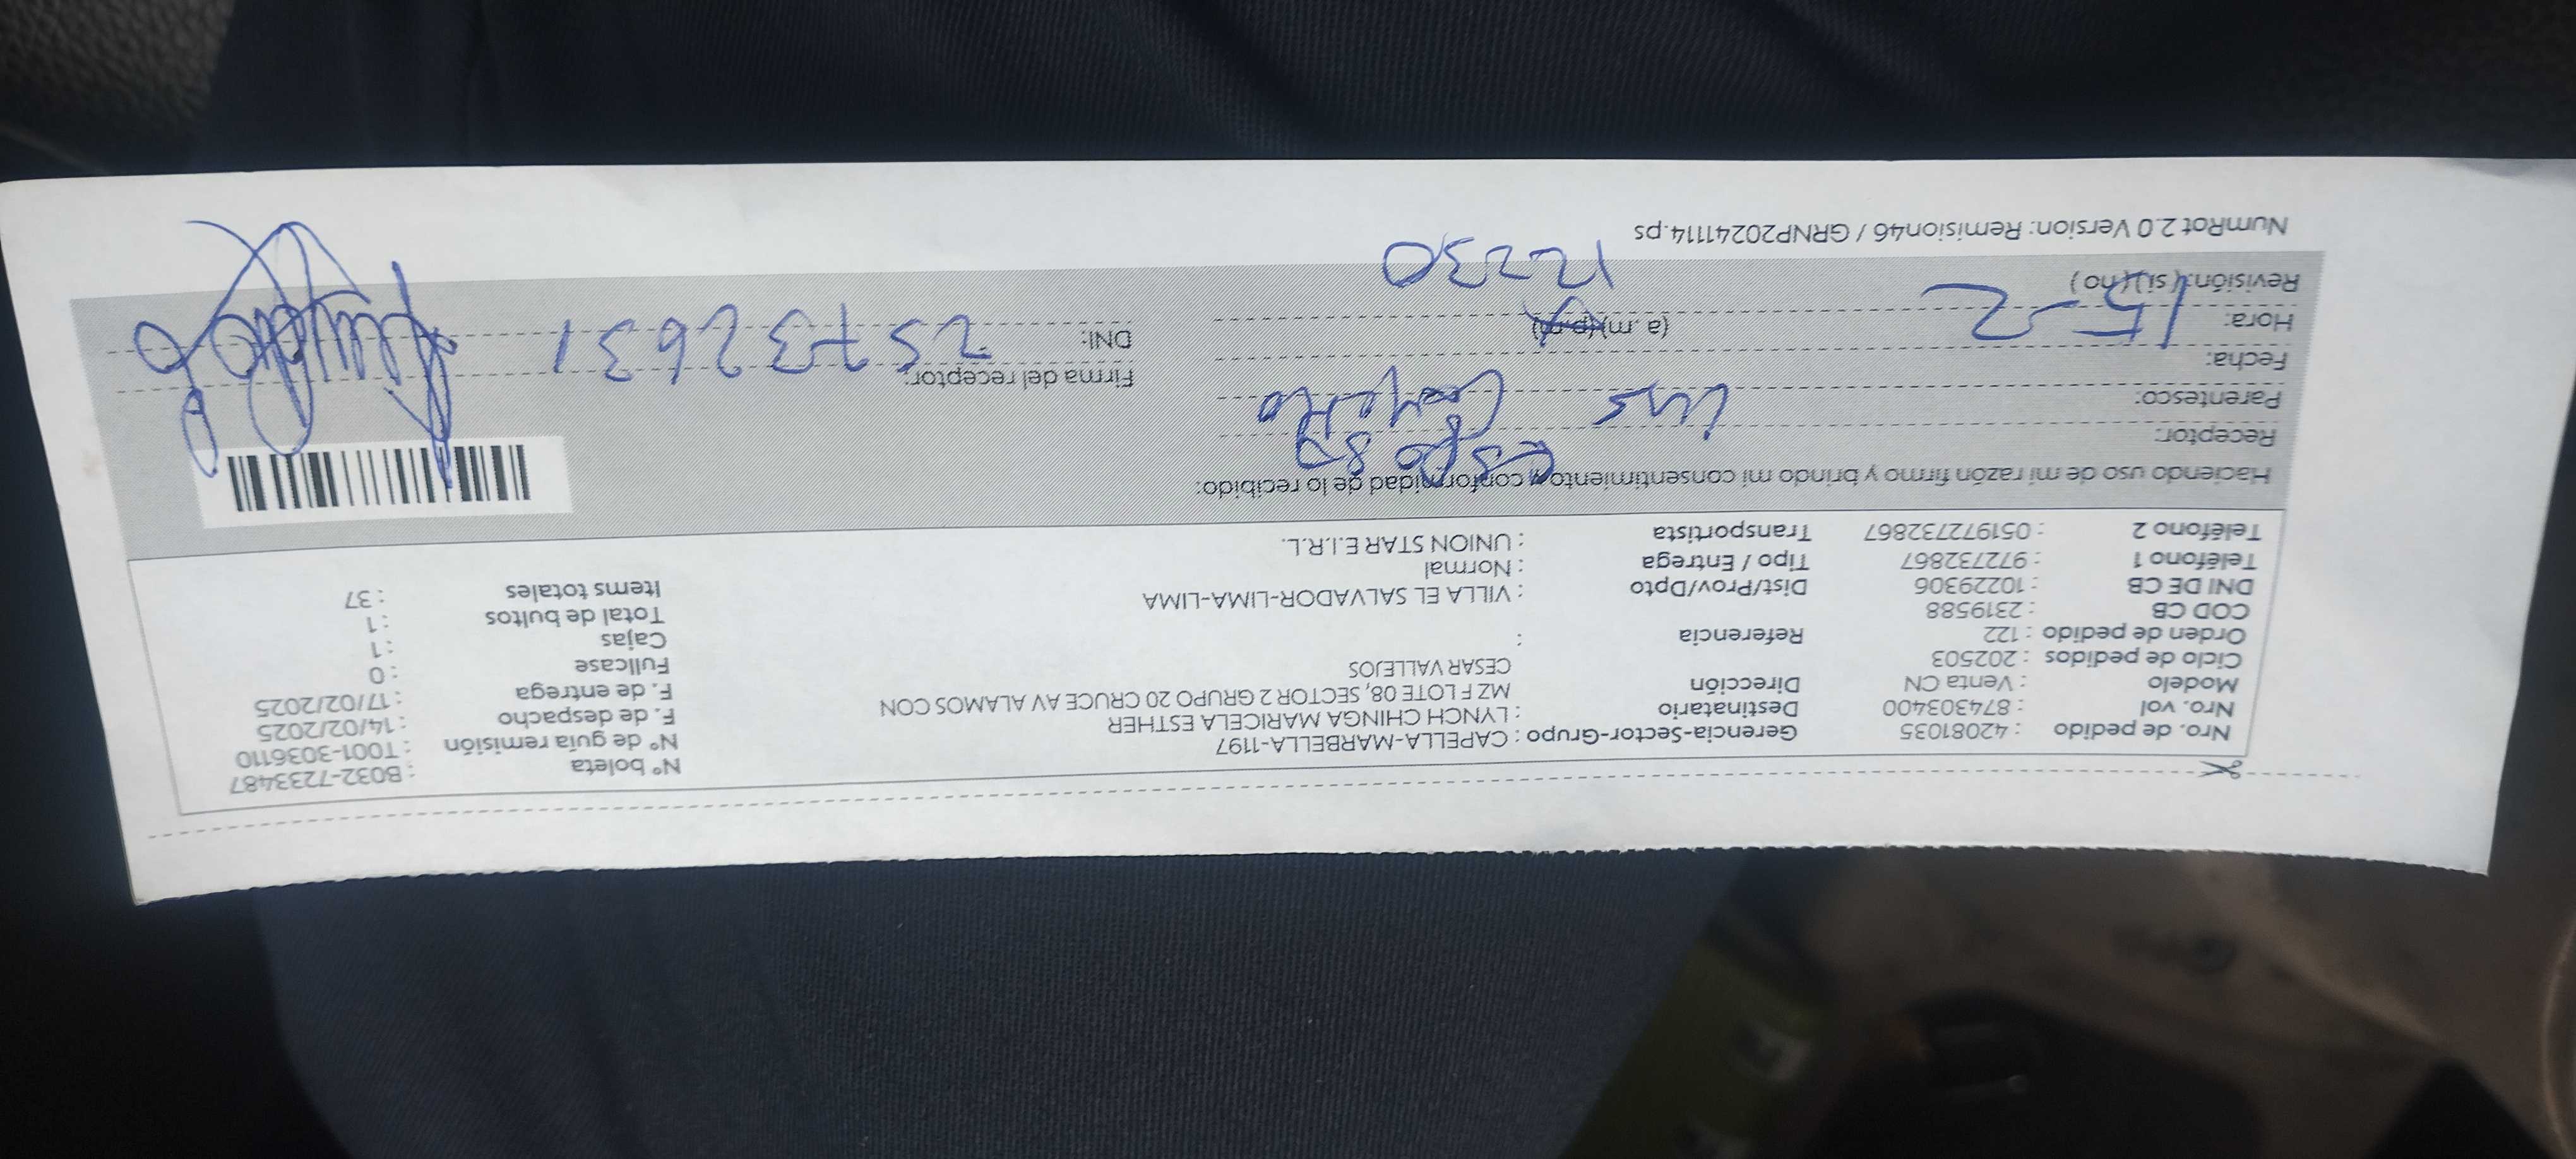 Nro. de pedido : 42081035 Gerencia-Sector-Grupo : CAPELLA-MARBELLA-1197 N° boleta : B032-7233487
Nro. vol : 874303400 Destinatario : LYNCH CHINGA MARICELA ESTHER N° de guía remisión : T001-3036110
Modelo : Venta CN Dirección MZ F LOTE 08, SECTOR 2 GRUPO 20 CRUCE AV ALAMOS CON F. de despacho : 14/02/2025
Ciclo de pedidos : 202503 CESAR VALLEJOS F. de entrega : 17/02/2025
Orden de pedido : 122 Referencia : Fullcase : 0
COD CB : 2319588 Cajas : 1
DNI DE CB : 10229306 Dist/Prov/Dpto : VILLA EL SALVADOR-LIMA-LIMA Total de bultos : 1
Teléfono 1 : 972732867 Tipo / Entrega : Normal Items totales : 37
Teléfono 2 : 051972732867 Transportista : UNION STAR E.I.R.L.
Haciendo uso de mi razón firmo y brindo mi consentimiento y conformidad de lo recibido:
Receptor: esposo
Parentesco: Luis
Fecha: 15-2 Firma del receptor:
Hora: (a.m)(p.m) DNI: 25732631
Revisión: (si)(no) 12:30
NumRot 2.0 Version: Remision46 / GRNP20241114.ps